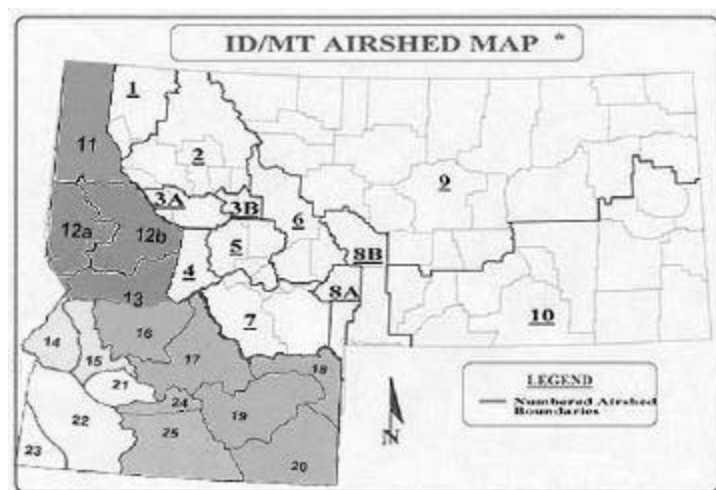 ID/MT AIRSHED MAP *
1
11
2
3A
3B
9
6
12a
12b
5
8B
4
8A
13
7
10
16
14
15
17
18
21
24
19
22
25
23
20
N
LEGEND
Numbered Airshed
Boundaries